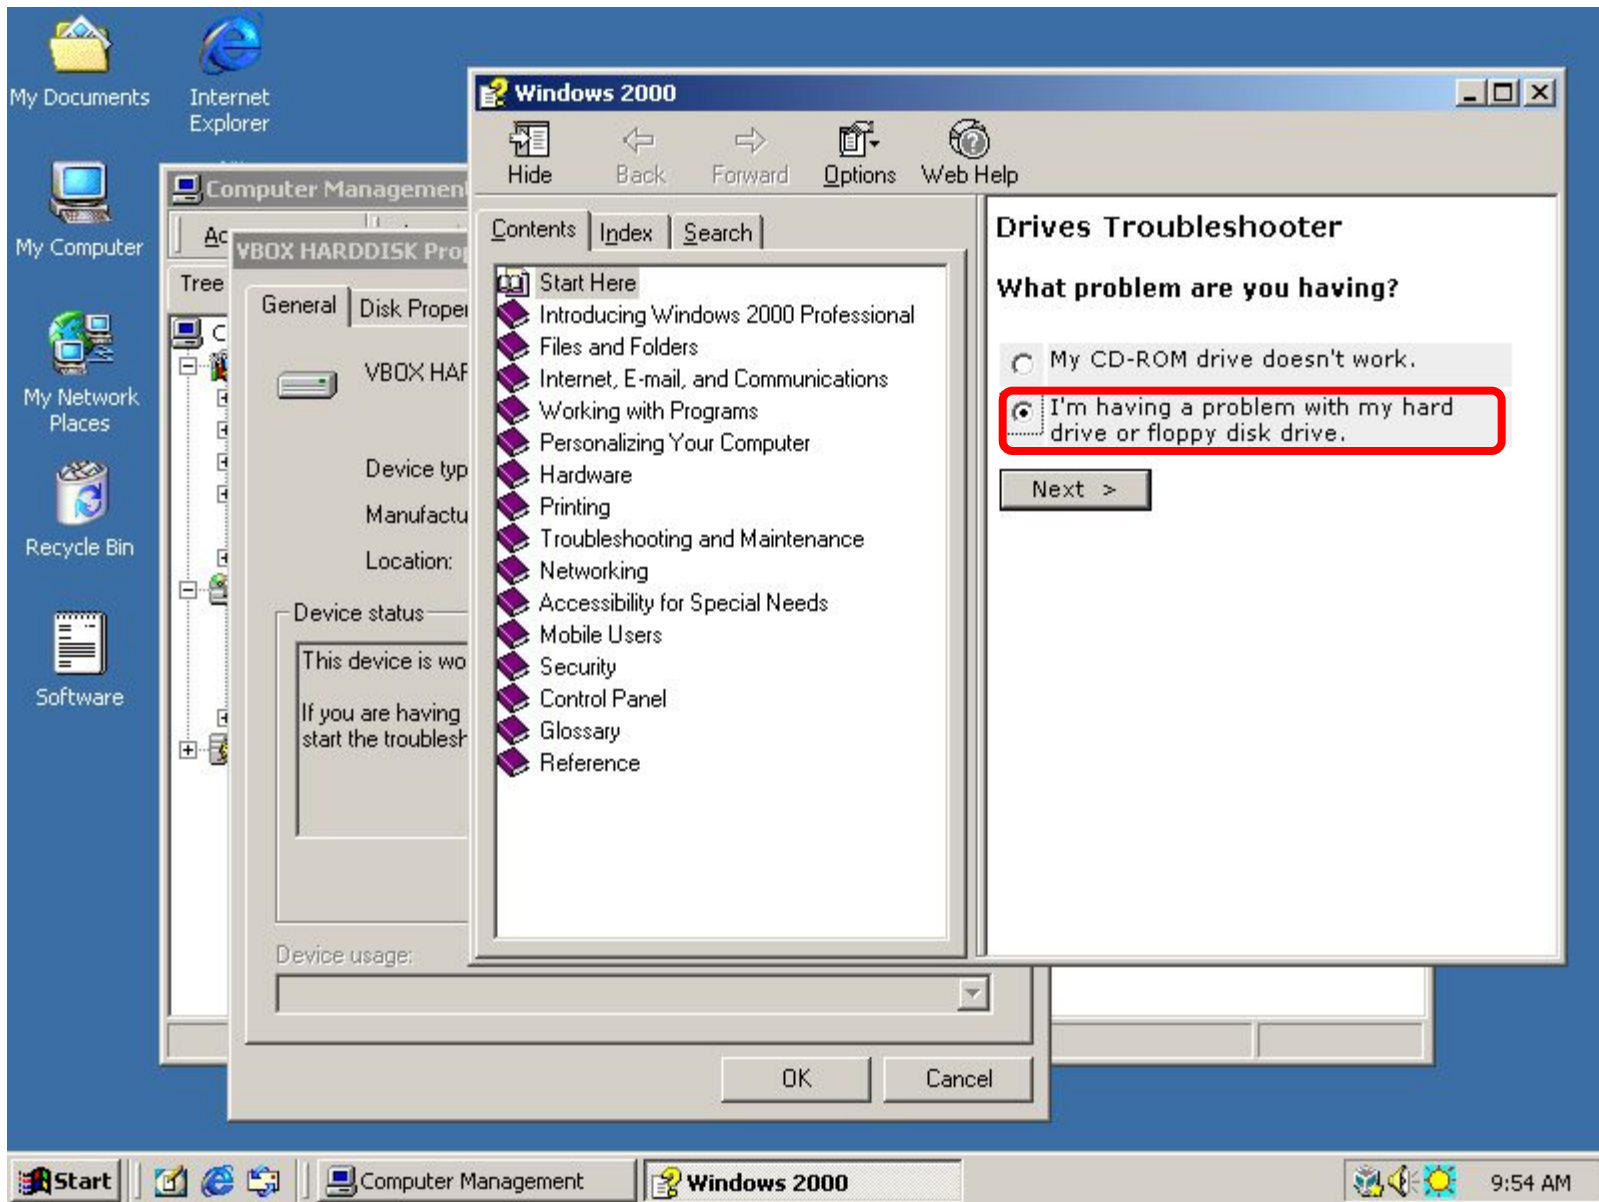 My Documents
Internet
Explorer
My Computer
My Network
Places
Recycle Bin
Software
Computer Managemen
Tree
VBOX HARDDISK Pro
General
Disk Proper
VBOX HAR
Device typ
Manufactu
Location:
Device status
This device is wo
If you are having
start the troublesh
Device usage:
OK
Cancel
Windows 2000
Hide
Back
Forward
Options
Web Help
Contents
Index
Search
Start Here
Introducing Windows 2000 Professional
Files and Folders
Internet, E-mail, and Communications
Working with Programs
Personalizing Your Computer
Hardware
Printing
Troubleshooting and Maintenance
Networking
Accessibility for Special Needs
Mobile Users
Security
Control Panel
Glossary
Reference
Drives Troubleshooter
What problem are you having?
My CD-ROM drive doesn't work.
I'm having a problem with my hard
drive or floppy disk drive.
Next >
Start
Computer Management
Windows 2000
9:54 AM